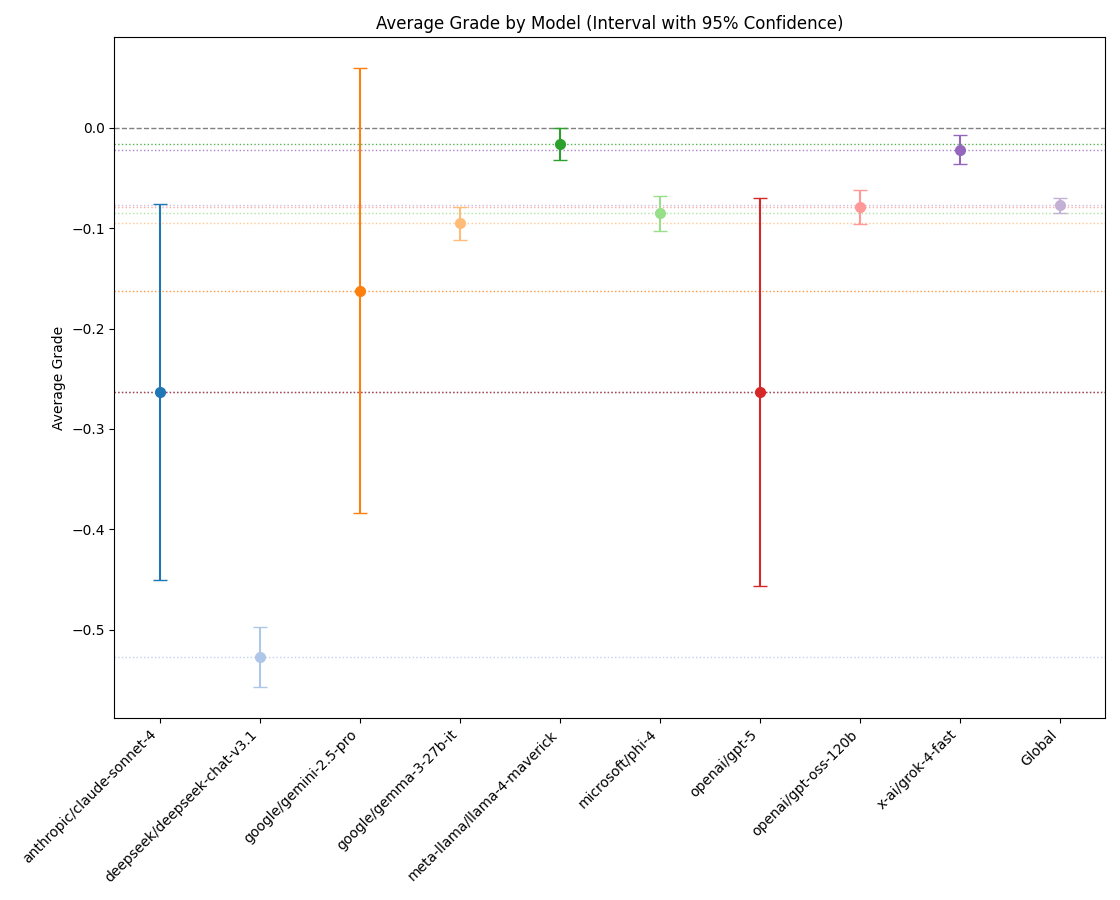 Average Grade by Model (Interval with 95% Confidence)
Average Grade
0.0
−0.1
−0.2
−0.3
−0.4
−0.5
anthropic/claude-sonnet-4
deepseek/deepseek-chat-v3.1
google/gemini-2.5-pro
google/gemma-3-27b-it
meta-llama/llama-4-maverick
microsoft/phi-4
openai/gpt-5
openai/gpt-oss-120b
x-ai/grok-4-fast
Global